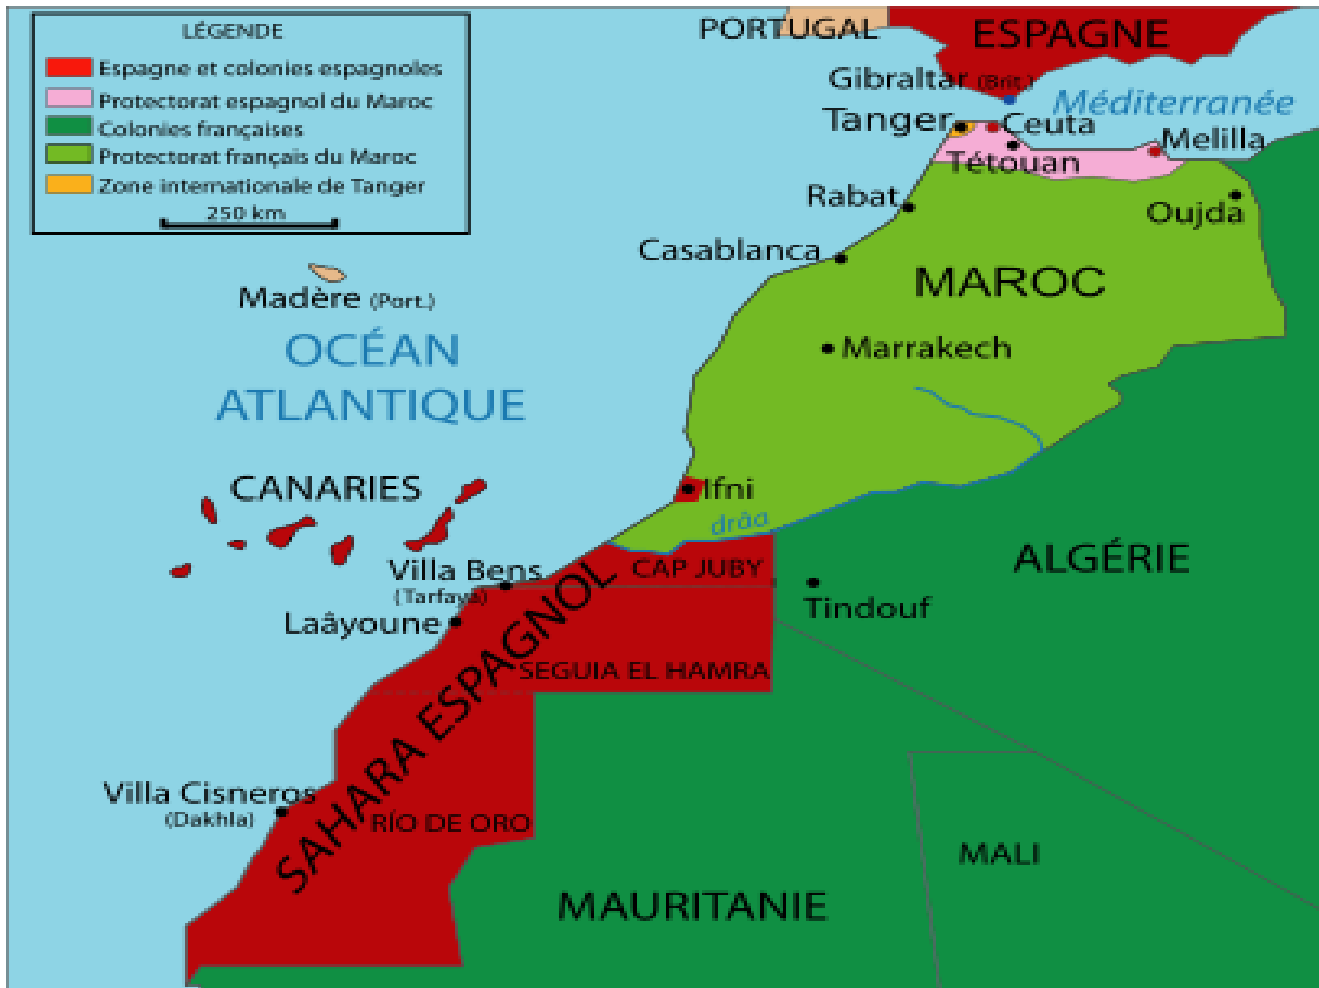 LÉGENDE
Espagne et colonies espagnoles
Protectorat espagnol du Maroc
Colonies françaises
Protectorat français du Maroc
Zone internationale de Tanger
250 km
PORTUGAL
ESPAGNE
Gibraltar (Brit.)
Méditerranée
Tanger
Ceuta
Melilla
Tétouan
Rabat
Oujda
Casablanca
MAROC
Madère (Port.)
OCÉAN
ATLANTIQUE
Marrakech
CANARIES
Ifni
drâa
Villa Bens
(Tarfaya)
CAP JUBY
ALGÉRIE
Tindouf
Laâyoune
SEGUIA EL HAMRA
SAHARA ESPAGNOL
Villa Cisneros
(Dakhla)
RÍO DE ORO
MALI
MAURITANIE